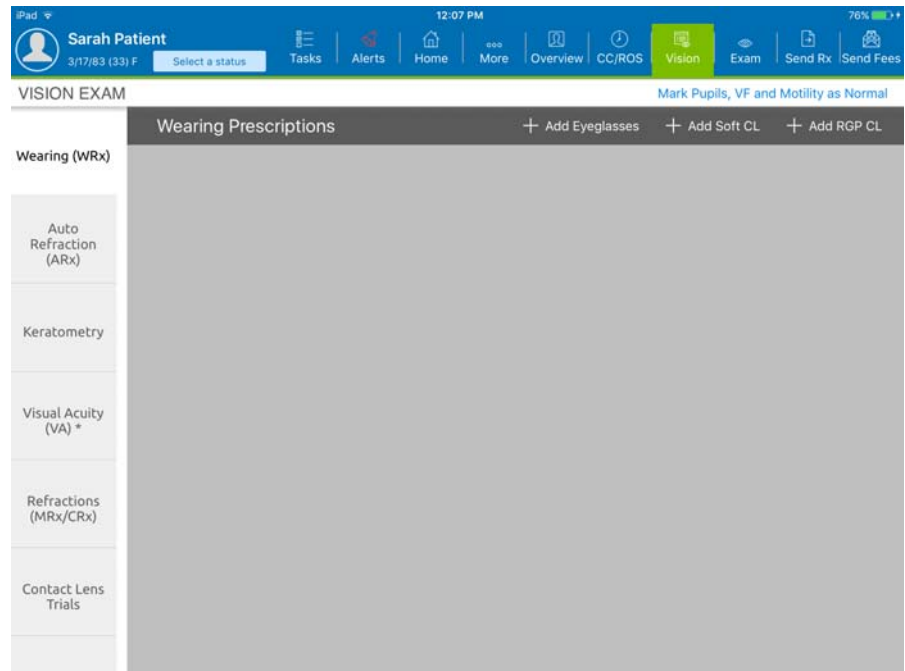 iPad
12:07 PM
76%
Sarah Patient
3/17/83 (33) F
Select a status
Tasks
Alerts
Home
More
Overview
CC/ROS
Vision
Exam
Send Rx
Send Fees
VISION EXAM
Mark Pupils, VF and Motility as Normal
Wearing Prescriptions
+ Add Eyeglasses
+ Add Soft CL
+ Add RGP CL
Wearing (WRx)
Auto
Refraction
(ARx)
Keratometry
Visual Acuity
(VA) *
Refractions
(MRx/CRx)
Contact Lens
Trials